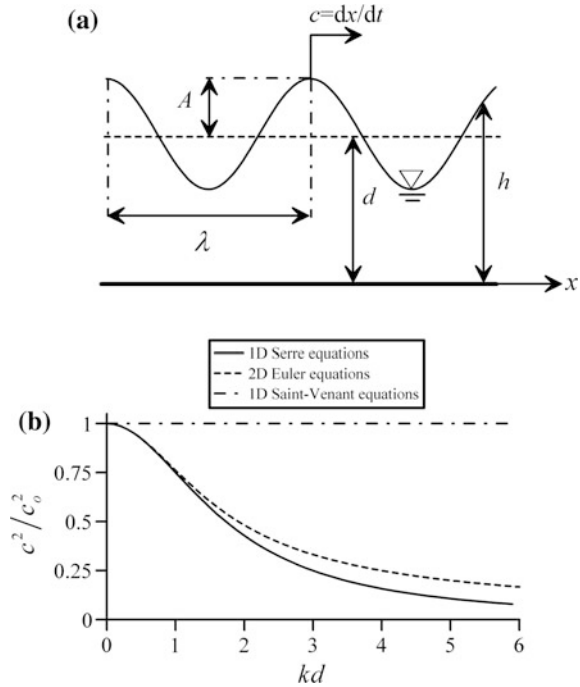 (a)
c=dx/dt
A
d
h
λ
x
1D Serre equations
2D Euler equations
1D Saint-Venant equations
(b)
1
0.75
0.5
0.25
0
c²/c²ₒ
0 1 2 3 4 5 6
kd